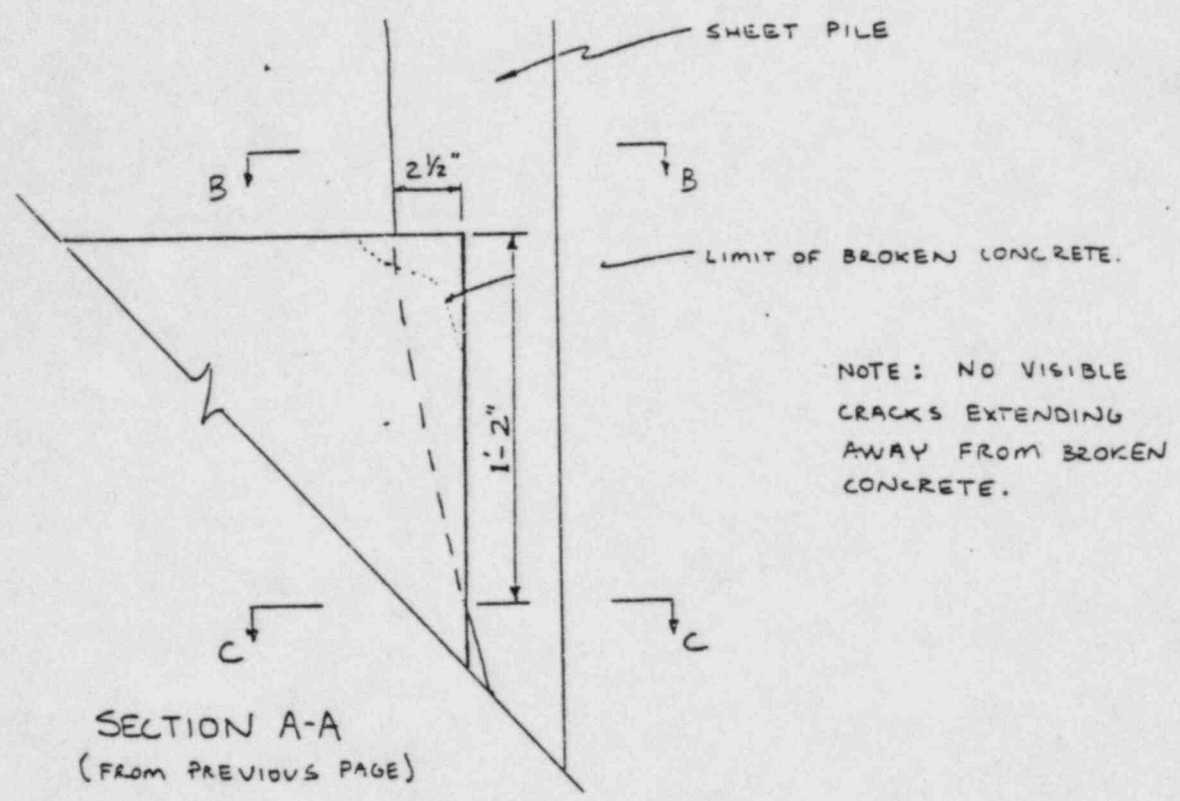 SHEET PILE
B
2½"
B
LIMIT OF BROKEN CONCRETE.
1'-2"
NOTE: NO VISIBLE
CRACKS EXTENDING
AWAY FROM BROKEN
CONCRETE.
C
C
SECTION A-A
(FROM PREVIOUS PAGE)